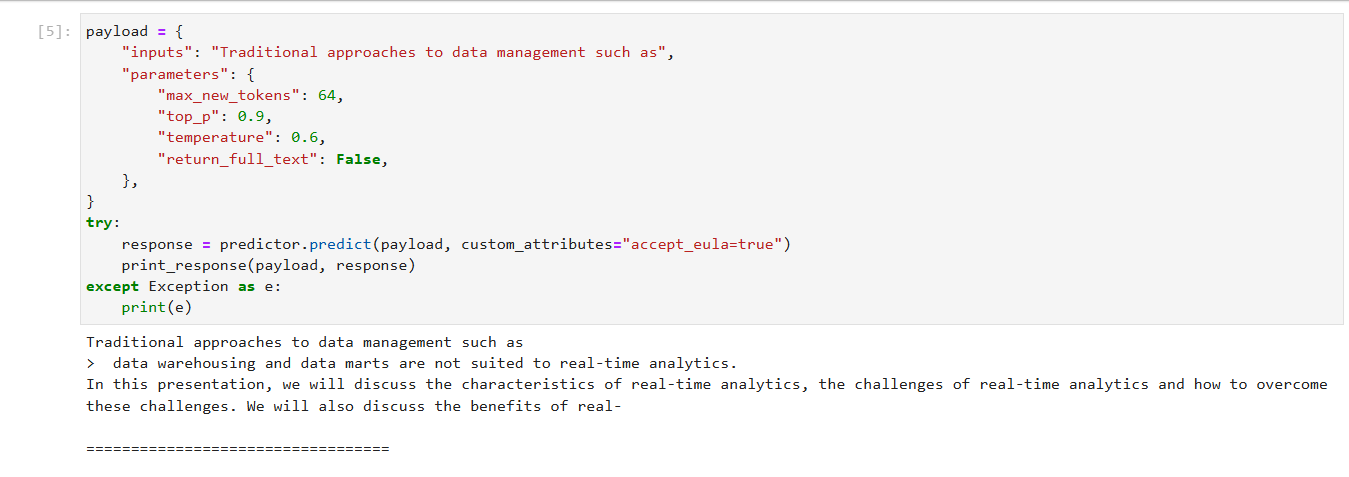 [5]: payload = {
    "inputs": "Traditional approaches to data management such as",
    "parameters": {
        "max_new_tokens": 64,
        "top_p": 0.9,
        "temperature": 0.6,
        "return_full_text": False,
    },
}
try:
    response = predictor.predict(payload, custom_attributes="accept_eula=true")
    print_response(payload, response)
except Exception as e:
    print(e)
Traditional approaches to data management such as
>  data warehousing and data marts are not suited to real-time analytics.
In this presentation, we will discuss the characteristics of real-time analytics, the challenges of real-time analytics and how to overcome
these challenges. We will also discuss the benefits of real-
==================================